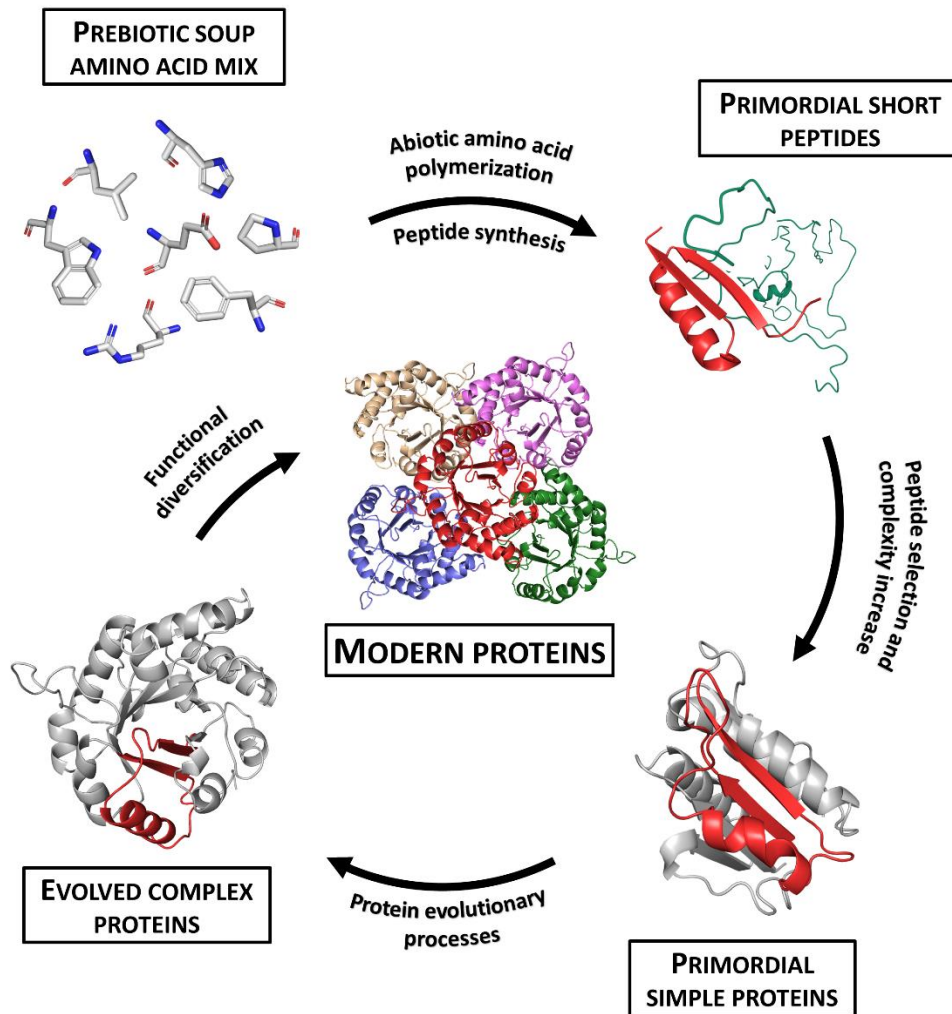 PREBIOTIC SOUP
AMINO ACID MIX
Abiotic amino acid
polymerization
Peptide synthesis
PRIMORDIAL SHORT
PEPTIDES
Peptide selection and
complexity increase
PRIMORDIAL
SIMPLE PROTEINS
Protein evolutionary
processes
EVOLVED COMPLEX
PROTEINS
Functional
diversification
MODERN PROTEINS